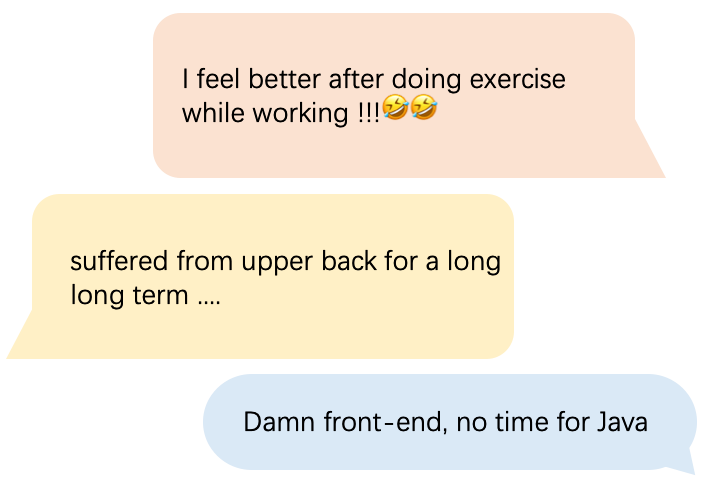 I feel better after doing exercise
while working !!!🤣🤣
suffered from upper back for a long
long term ....
Damn front-end, no time for Java